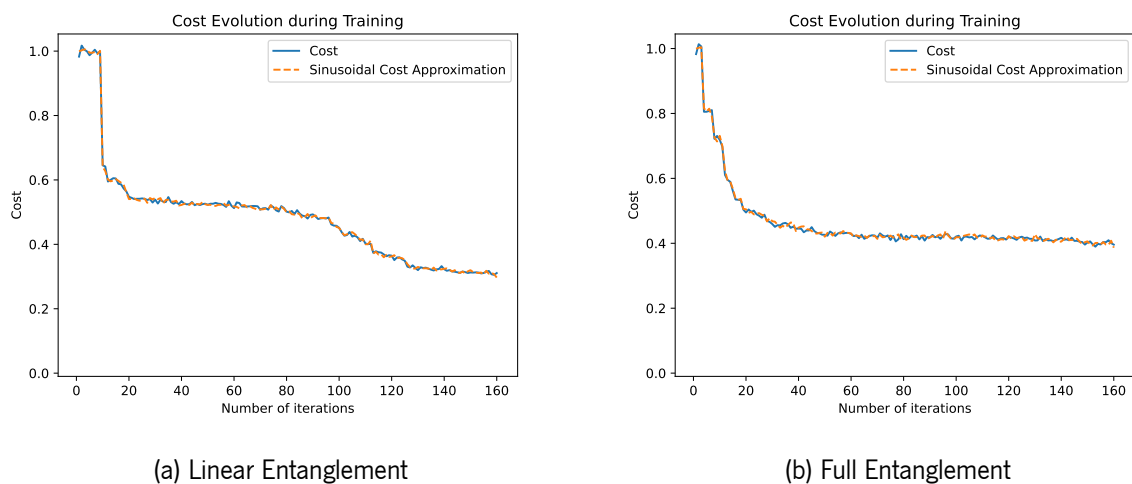 Cost Evolution during Training
Cost
Sinusoidal Cost Approximation
1.0
0.8
0.6
0.4
0.2
0.0
Cost
0 20 40 60 80 100 120 140 160
Number of iterations
(a) Linear Entanglement
Cost Evolution during Training
Cost
Sinusoidal Cost Approximation
1.0
0.8
0.6
0.4
0.2
0.0
Cost
0 20 40 60 80 100 120 140 160
Number of iterations
(b) Full Entanglement